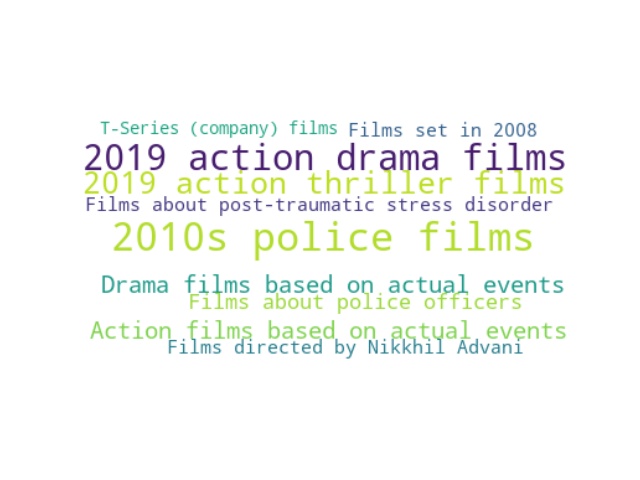 T-Series (company) films Films set in 2008
2019 action drama films
2019 action thriller films
Films about post-traumatic stress disorder
2010s police films
Drama films based on actual events
Films about police officers
Action films based on actual events
Films directed by Nikkhil Advani